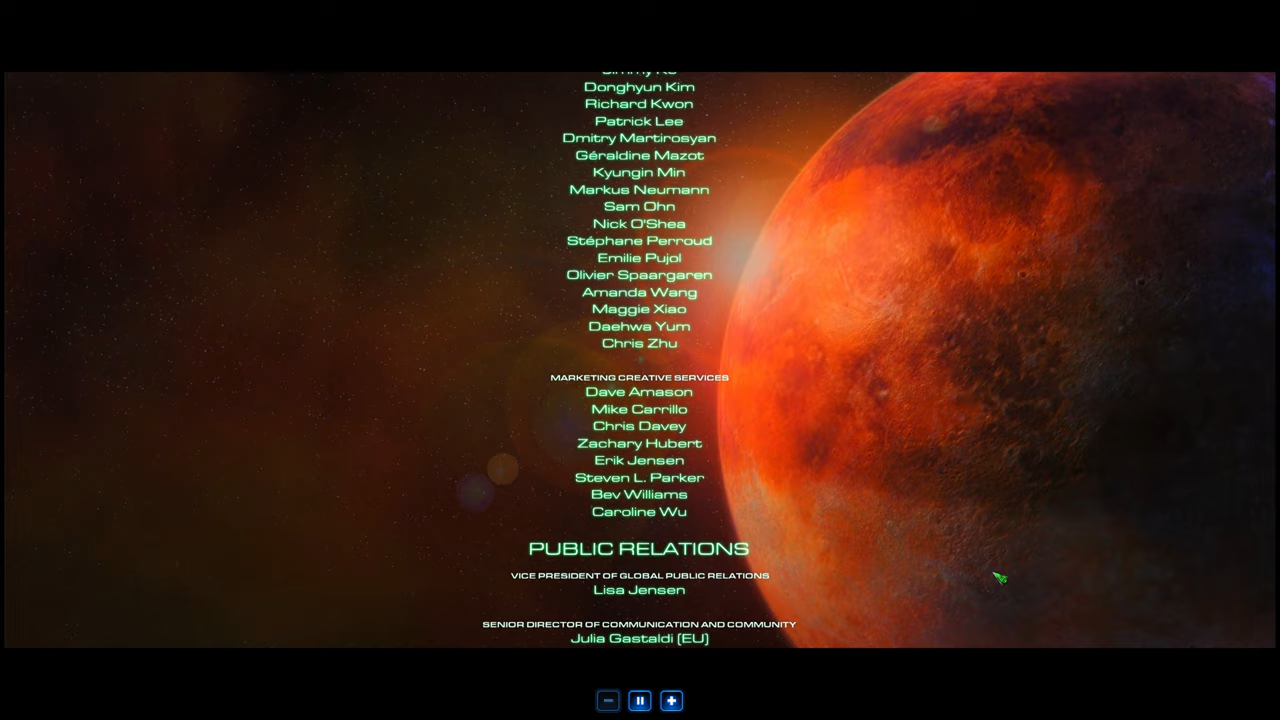 Donghyun Kim
Richard Kwon
Patrick Lee
Dmitry Martirosyan
Géraldine Mazot
Kyungin Min
Markus Neumann
Sam Ohn
Nick O'Shea
Stéphane Perroud
Emilie Pujol
Olivier Spaargaren
Amanda Wang
Maggie Xiao
Daehwa Yum
Chris Zhu
MARKETING CREATIVE SERVICES
Dave Amason
Mike Carrillo
Chris Davey
Zachary Hubert
Erik Jensen
Steven L. Parker
Bev Williams
Caroline Wu
PUBLIC RELATIONS
VICE PRESIDENT OF GLOBAL PUBLIC RELATIONS
Lisa Jensen
SENIOR DIRECTOR OF COMMUNICATION AND COMMUNITY
Julia Gastaldi (EU)